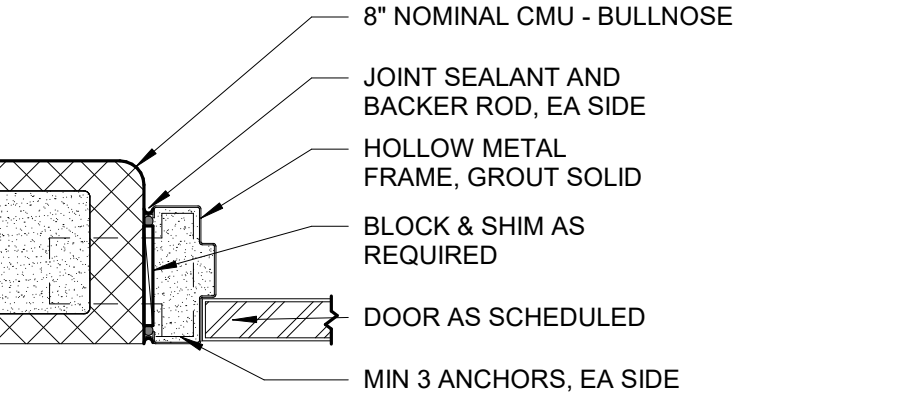 8" NOMINAL CMU - BULLNOSE
JOINT SEALANT AND
BACKER ROD, EA SIDE
HOLLOW METAL
FRAME, GROUT SOLID
BLOCK & SHIM AS
REQUIRED
DOOR AS SCHEDULED
MIN 3 ANCHORS, EA SIDE